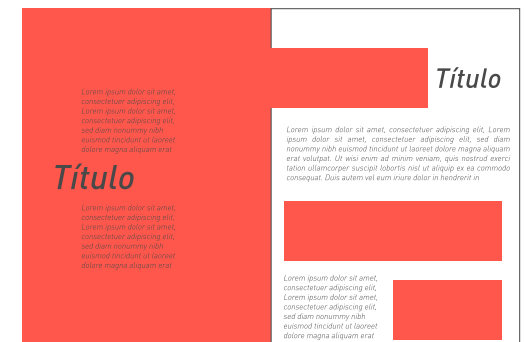 Lorem ipsum dolor sit amet,
consectetuer adipiscing elit,
Lorem ipsum dolor sit amet,
consectetuer adipiscing elit,
sed diam nonummy nibh
euismod tincidunt ut laoreet
dolore magna aliquam erat
Título
Lorem ipsum dolor sit amet,
consectetuer adipiscing elit,
Lorem ipsum dolor sit amet,
consectetuer adipiscing elit,
sed diam nonummy nibh
euismod tincidunt ut laoreet
dolore magna aliquam erat
Título
Lorem ipsum dolor sit amet, consectetuer adipiscing elit, Lorem
ipsum dolor sit amet, consectetuer adipiscing elit, sed diam
nonummy nibh euismod tincidunt ut laoreet dolore magna aliquam
erat volutpat. Ut wisi enim ad minim veniam, quis nostrud exerci
tation ullamcorper suscipit lobortis nisl ut aliquip ex ea commodo
consequat. Duis autem vel eum iriure dolor in hendrerit in
Lorem ipsum dolor sit amet,
consectetuer adipiscing elit,
Lorem ipsum dolor sit amet,
consectetuer adipiscing elit,
sed diam nonummy nibh
euismod tincidunt ut laoreet
dolore magna aliquam erat